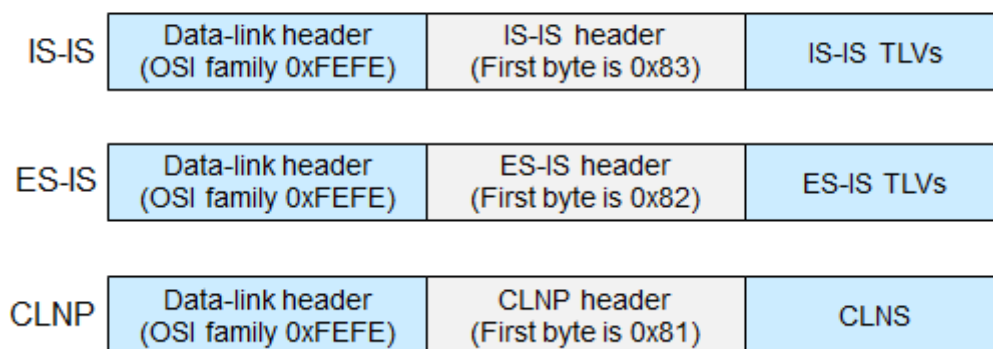 IS-IS
Data-link header
(OSI family 0xFEFE)
IS-IS header
(First byte is 0x83)
IS-IS TLVs
ES-IS
Data-link header
(OSI family 0xFEFE)
ES-IS header
(First byte is 0x82)
ES-IS TLVs
CLNP
Data-link header
(OSI family 0xFEFE)
CLNP header
(First byte is 0x81)
CLNS